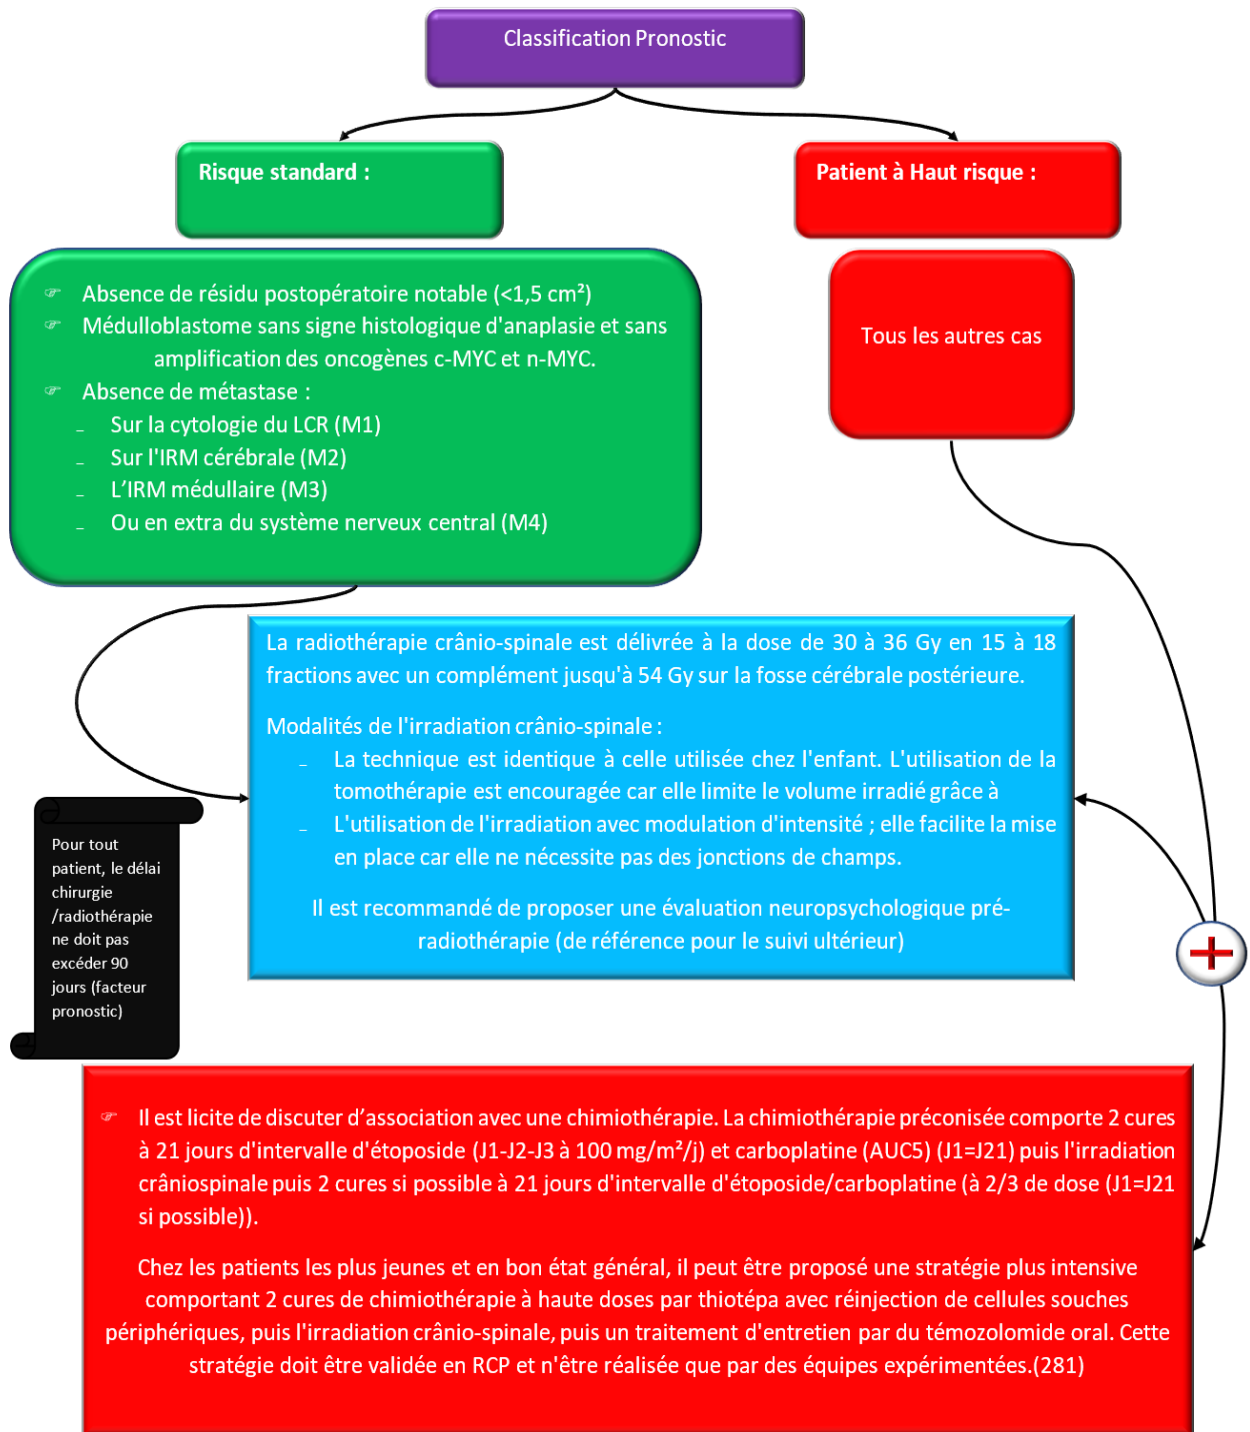 Classification Pronostic
Risque standard :
Patient à Haut risque :
☞ Absence de résidu postopératoire notable (<1,5 cm²)
☞ Médulloblastome sans signe histologique d'anaplasie et sans
amplification des oncogènes c-MYC et n-MYC.
☞ Absence de métastase :
– Sur la cytologie du LCR (M1)
– Sur l'IRM cérébrale (M2)
– L’IRM médullaire (M3)
– Ou en extra du système nerveux central (M4)
Tous les autres cas
La radiothérapie crânio-spinale est délivrée à la dose de 30 à 36 Gy en 15 à 18
fractions avec un complément jusqu'à 54 Gy sur la fosse cérébrale postérieure.
Modalités de l'irradiation crânio-spinale :
– La technique est identique à celle utilisée chez l'enfant. L'utilisation de la
tomothérapie est encouragée car elle limite le volume irradié grâce à
– L'utilisation de l'irradiation avec modulation d'intensité ; elle facilite la mise
en place car elle ne nécessite pas des jonctions de champs.
Il est recommandé de proposer une évaluation neuropsychologique pré-
radiothérapie (de référence pour le suivi ultérieur)
Pour tout
patient, le délai
chirurgie
/radiothérapie
ne doit pas
excéder 90
jours (facteur
pronostic)
☞ Il est licite de discuter d’association avec une chimiothérapie. La chimiothérapie préconisée comporte 2 cures
à 21 jours d'intervalle d'étoposide (J1-J2-J3 à 100 mg/m²/j) et carboplatine (AUC5) (J1=J21) puis l'irradiation
crâniospinale puis 2 cures si possible à 21 jours d'intervalle d'étoposide/carboplatine (à 2/3 de dose (J1=J21
si possible)).
Chez les patients les plus jeunes et en bon état général, il peut être proposé une stratégie plus intensive
comportant 2 cures de chimiothérapie à haute doses par thiotépa avec réinjection de cellules souches
périphériques, puis l'irradiation crânio-spinale, puis un traitement d'entretien par du témozolomide oral. Cette
stratégie doit être validée en RCP et n'être réalisée que par des équipes expérimentées.(281)